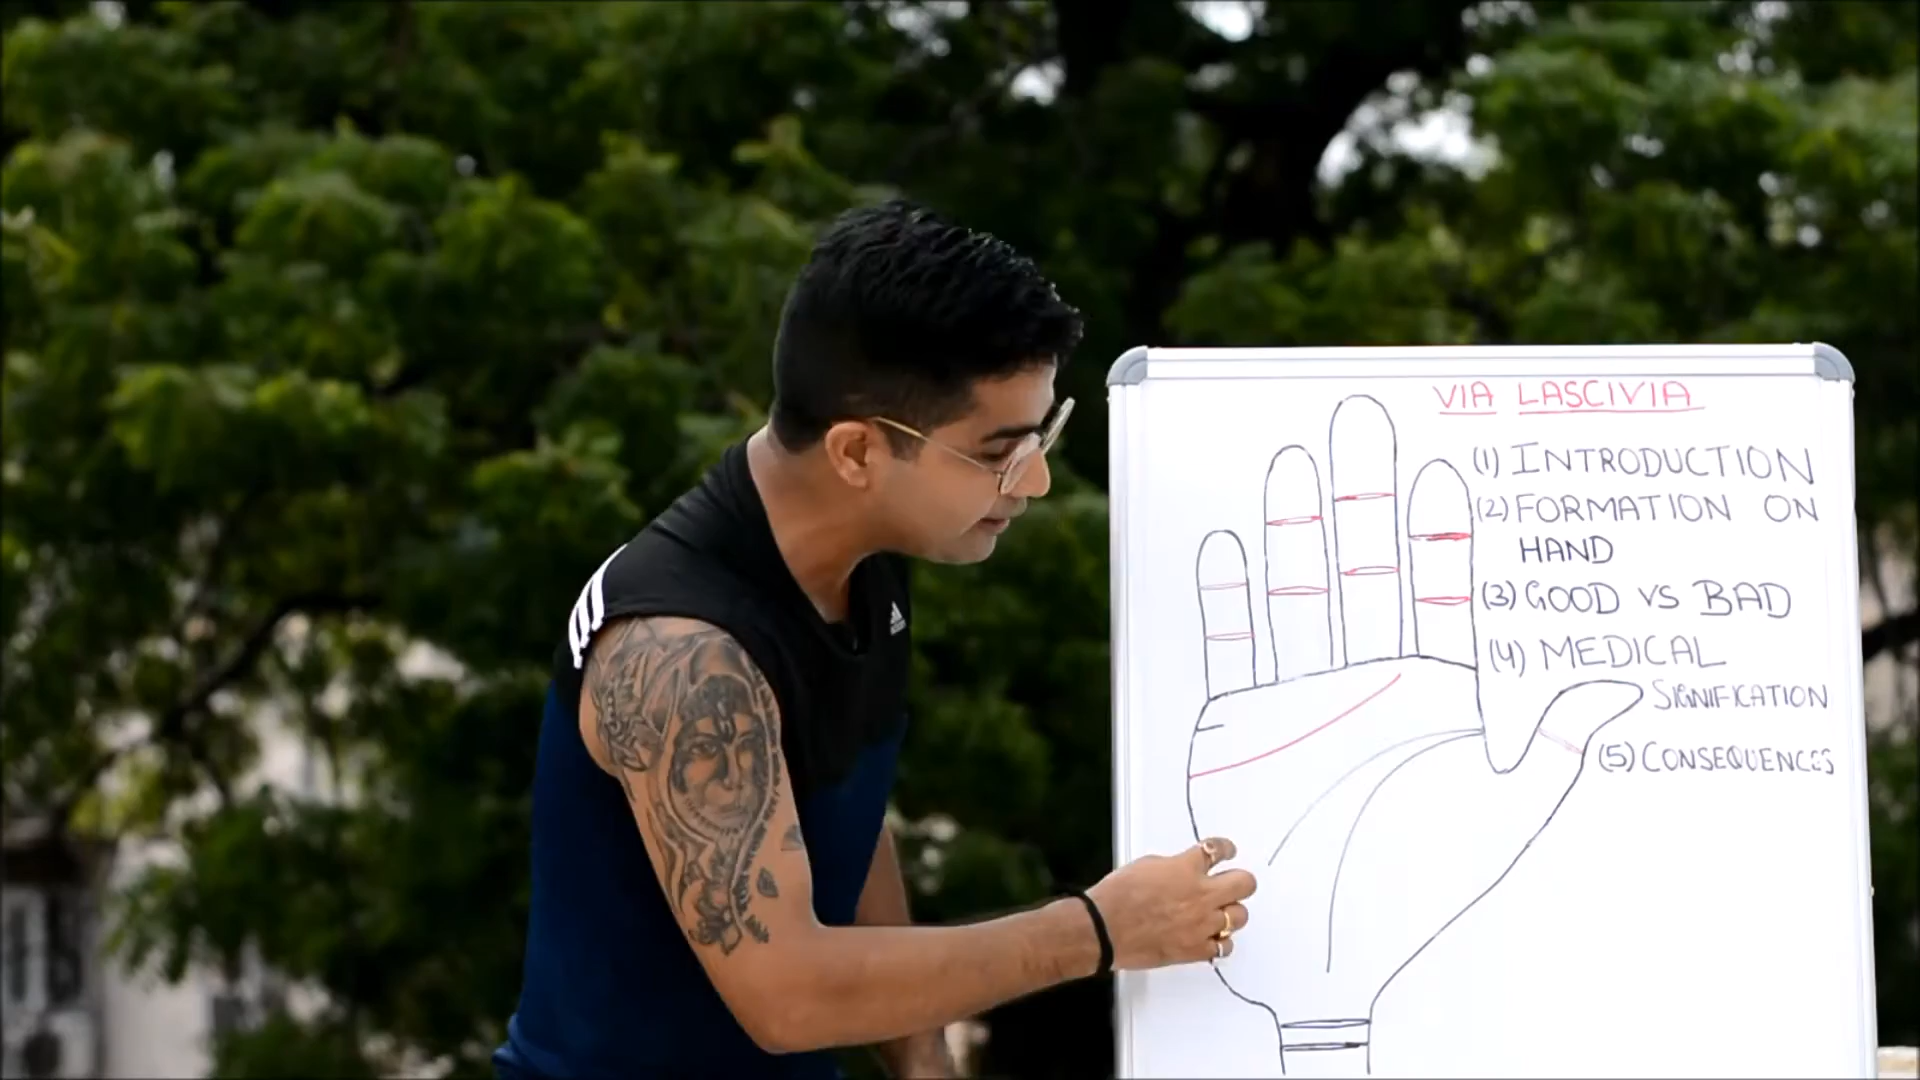 VIA LASCIVIA
(1) INTRODUCTION
(2) FORMATION ON
HAND
(3) GOOD VS BAD
(4) MEDICAL
SIGNIFICATION
(5) CONSEQUENCES